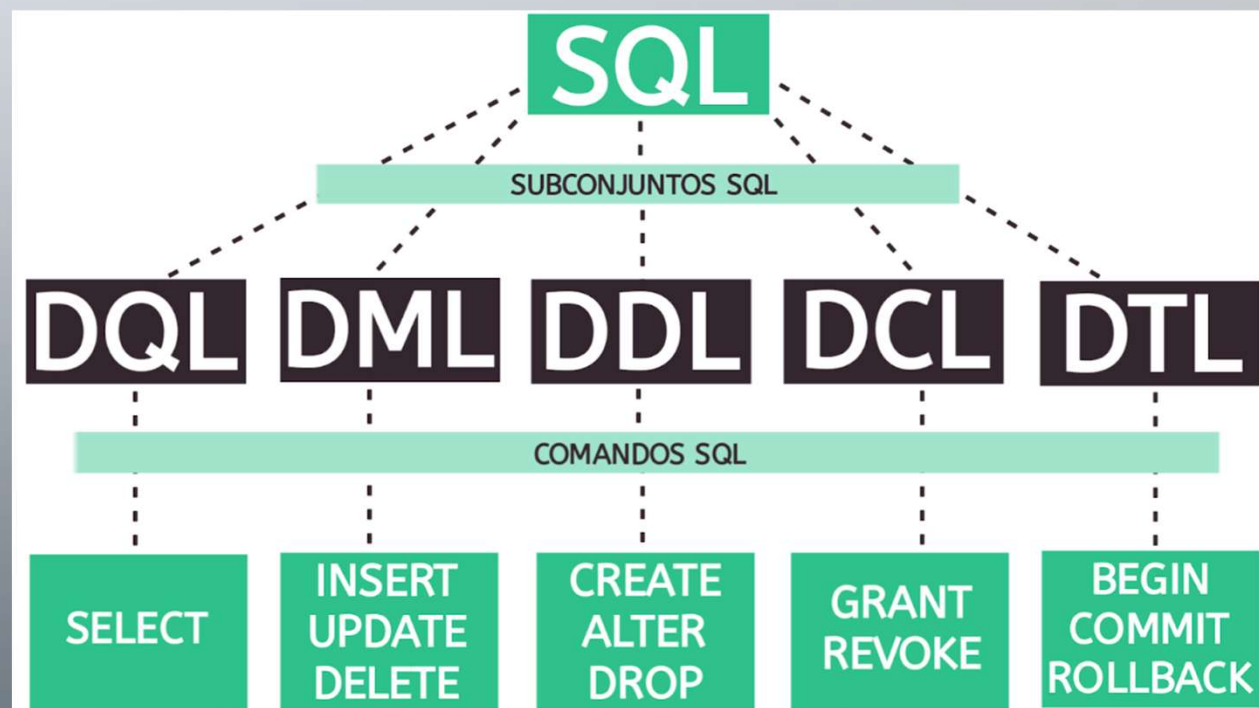 SQL
SUBCONJUNTOS SQL
DQL
DML
DDL
DCL
DTL
COMANDOS SQL
SELECT
INSERT
UPDATE
DELETE
CREATE
ALTER
DROP
GRANT
REVOKE
BEGIN
COMMIT
ROLLBACK